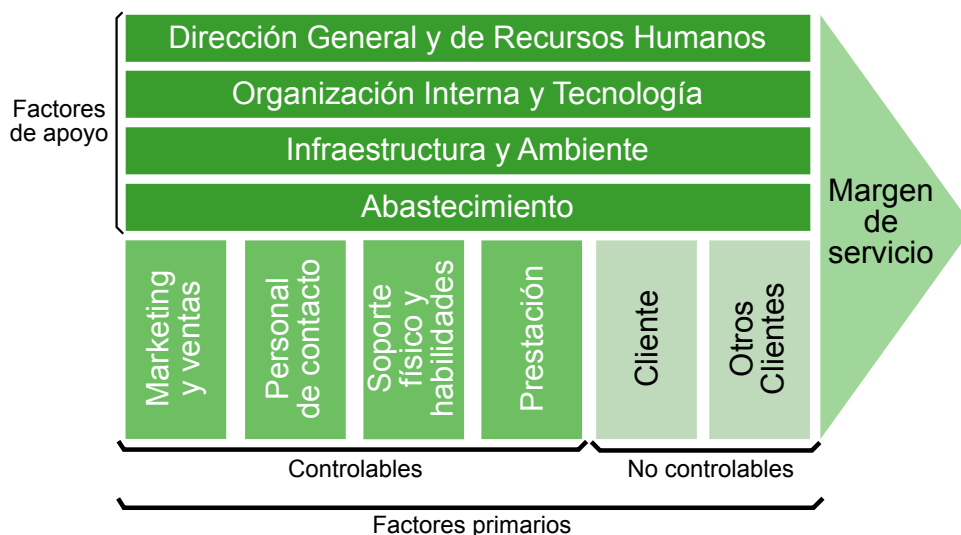 Dirección General y de Recursos Humanos
Organización Interna y Tecnología
Factores
de apoyo
Infraestructura y Ambiente
Abastecimiento
Margen
de
servicio
Marketing
y ventas
Personal
de contacto
Soporte
físico y
habilidades
Prestación
Cliente
Otros
Clientes
Controlables
No controlables
Factores primarios